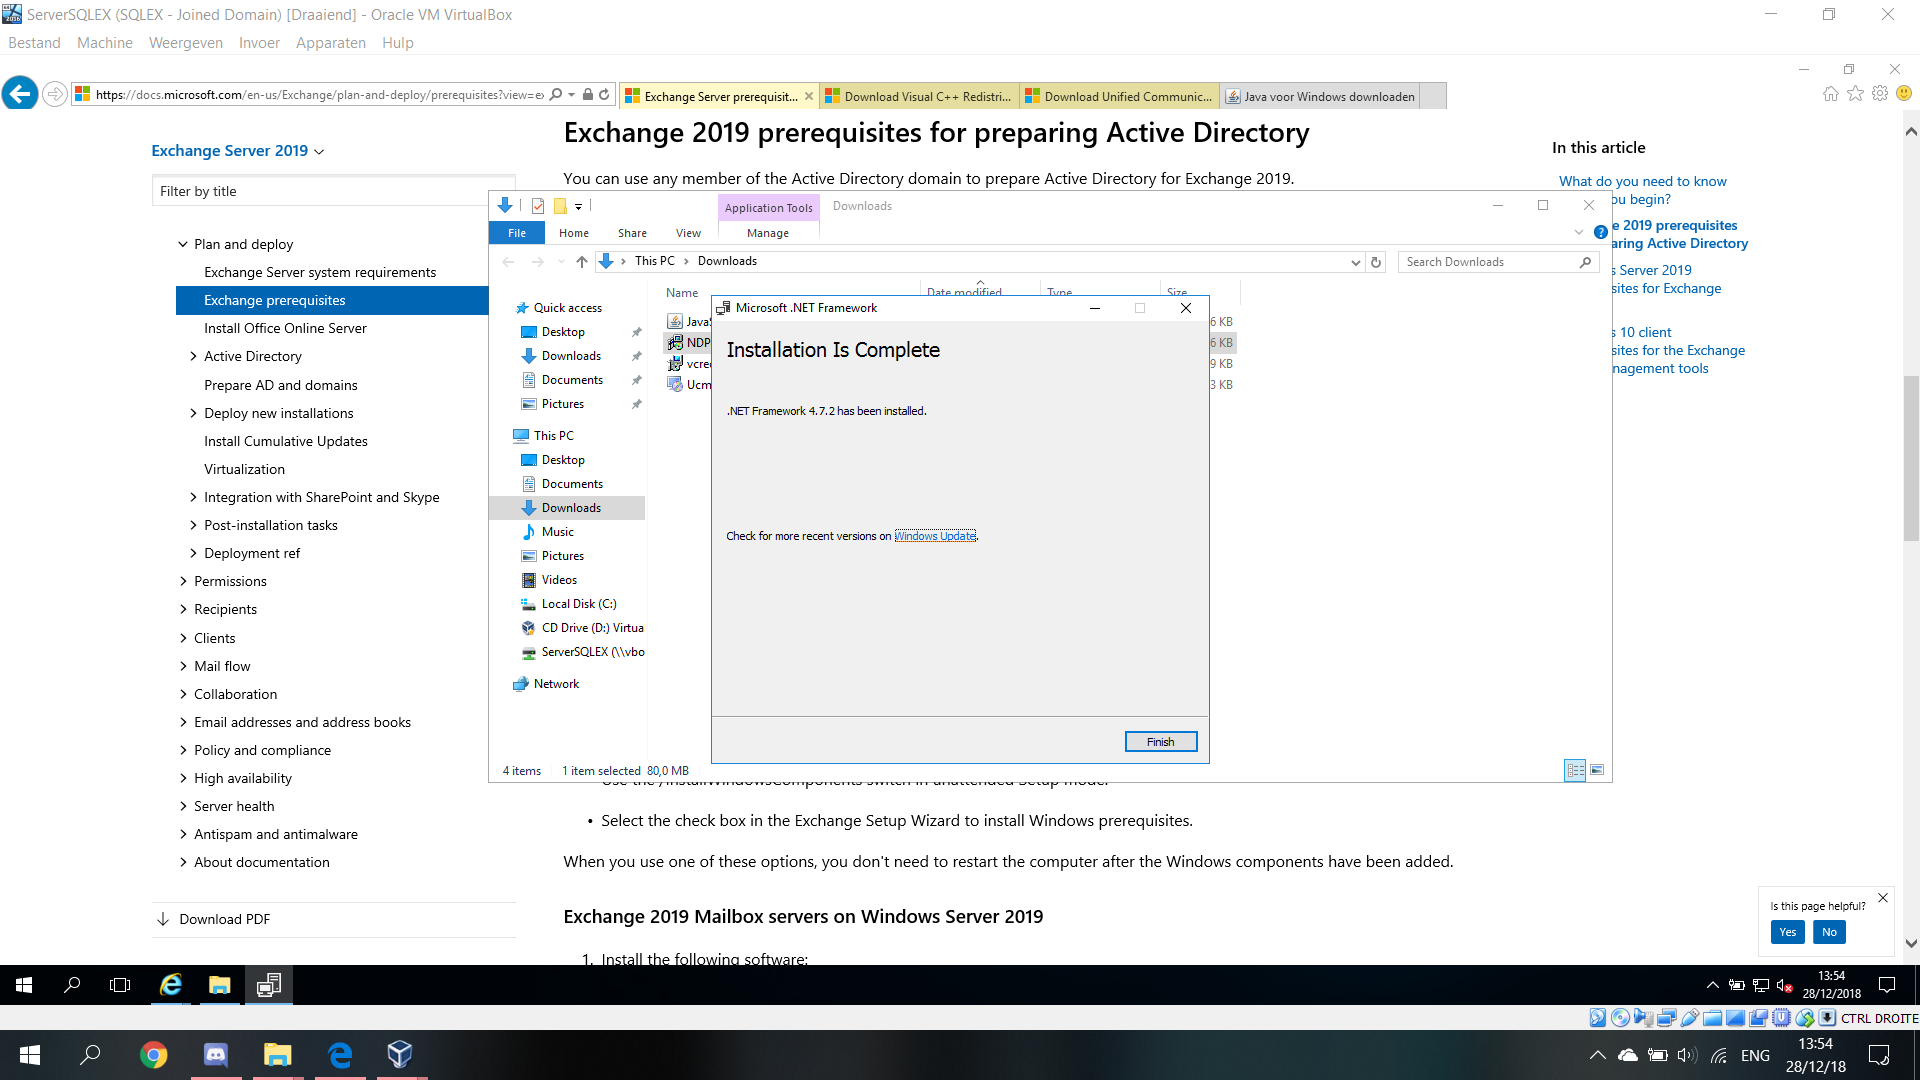 ServerSQLEX (SQLEX - Joined Domain) [Draaiend] - Oracle VM VirtualBox
Bestand Machine Weergeven Invoer Apparaten Hulp
https://docs.microsoft.com/en-us/Exchange/plan-and-deploy/prerequisites?view=e
Exchange Server prerequisit...
Download Visual C++ Redistri...
Download Unified Communic...
Java voor Windows downloaden
Exchange 2019 prerequisites for preparing Active Directory
You can use any member of the Active Directory domain to prepare Active Directory for Exchange 2019.
Exchange Server 2019
Filter by title
Plan and deploy
Exchange Server system requirements
Exchange prerequisites
Install Office Online Server
Active Directory
Prepare AD and domains
Deploy new installations
Install Cumulative Updates
Virtualization
Integration with SharePoint and Skype
Post-installation tasks
Deployment ref
Permissions
Recipients
Clients
Mail flow
Collaboration
Email addresses and address books
Policy and compliance
High availability
Server health
Antispam and antimalware
About documentation
Download PDF
In this article
What do you need to know
ou begin?
e 2019 prerequisites
aring Active Directory
s Server 2019
sites for Exchange
s 10 client
sites for the Exchange
nagement tools
Application Tools
Downloads
File Home Share View Manage
This PC Downloads
Search Downloads
Name Date modified Type Size
Quick access
Desktop
Downloads
Documents
Pictures
This PC
Desktop
Documents
Downloads
Music
Pictures
Videos
Local Disk (C:)
CD Drive (D:) Virtua
ServerSQLEX (\\vbo
Network
JavaS 6 KB
NDP 6 KB
vcre 9 KB
Ucm 3 KB
4 items 1 item selected 80,0 MB
Microsoft .NET Framework
Installation Is Complete
.NET Framework 4.7.2 has been installed.
Check for more recent versions on Windows Update.
Finish
Use the /InstallWindowsComponents switch in unattended Setup mode.
• Select the check box in the Exchange Setup Wizard to install Windows prerequisites.
When you use one of these options, you don't need to restart the computer after the Windows components have been added.
Exchange 2019 Mailbox servers on Windows Server 2019
1. Install the following software:
Is this page helpful?
Yes No
13:54
28/12/2018
CTRL DROITE
ENG
13:54
28/12/18